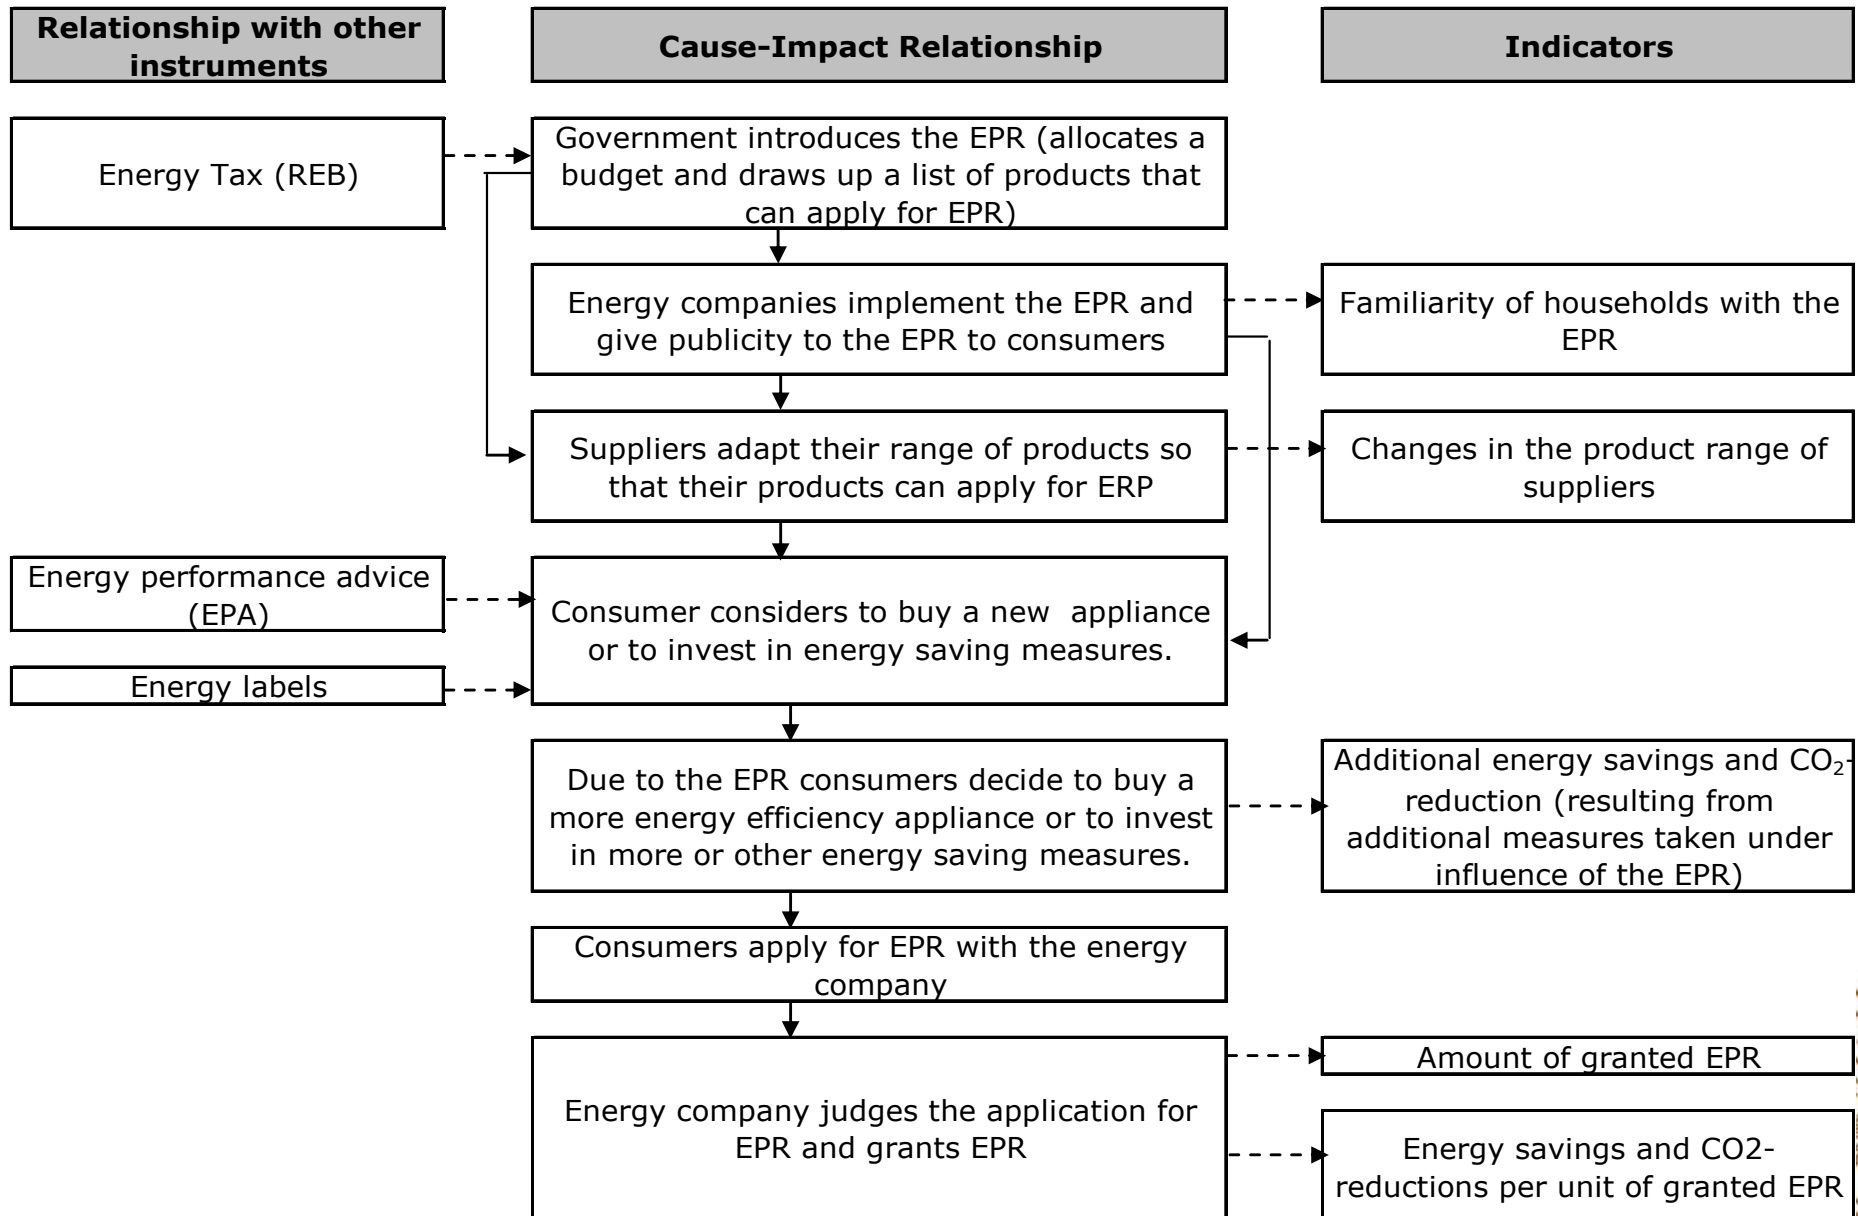 Relationship with other
instruments
Cause-Impact Relationship
Indicators
Energy Tax (REB)
Government introduces the EPR (allocates a
budget and draws up a list of products that
can apply for EPR)
Energy companies implement the EPR and
give publicity to the EPR to consumers
Familiarity of households with the
EPR
Suppliers adapt their range of products so
that their products can apply for ERP
Changes in the product range of
suppliers
Energy performance advice
(EPA)
Energy labels
Consumer considers to buy a new  appliance
or to invest in energy saving measures.
Due to the EPR consumers decide to buy a
more energy efficiency appliance or to invest
in more or other energy saving measures.
Additional energy savings and CO₂-
reduction (resulting from
additional measures taken under
influence of the EPR)
Consumers apply for EPR with the energy
company
Energy company judges the application for
EPR and grants EPR
Amount of granted EPR
Energy savings and CO2-
reductions per unit of granted EPR